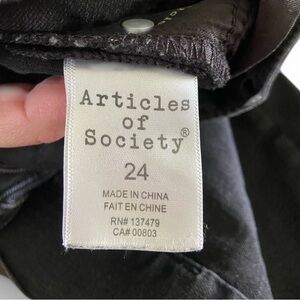 Articles
of
Society®
24
MADE IN CHINA
FAIT EN CHINE
RN# 137479
CA# 00803